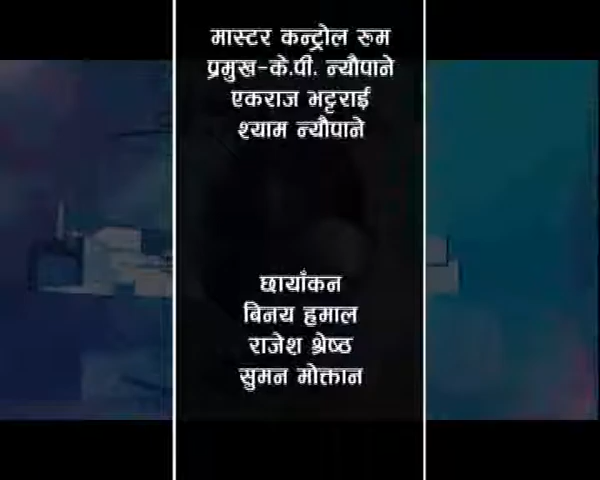 मास्टर कन्ट्रोल रुम
प्रमुख-के.पी. न्यौपाने
एकराज भट्टराई
श्याम न्यौपाने
छायाँकन
बिनय हमाल
राजेश श्रेष्ठ
सुमन मोक्तान